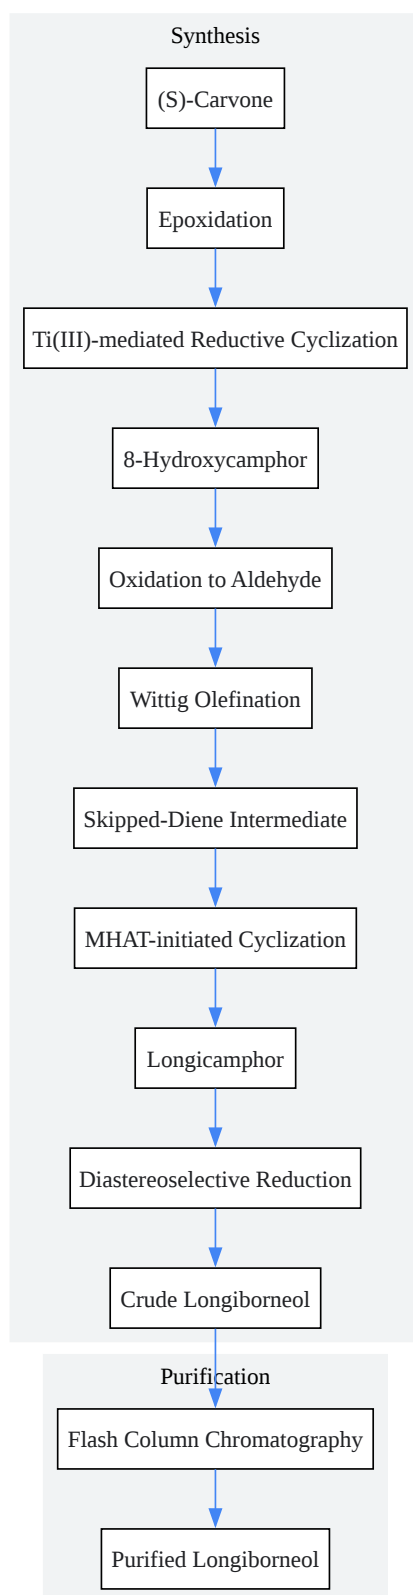 Synthesis
(S)-Carvone
Epoxidation
Ti(III)-mediated Reductive Cyclization
8-Hydroxycamphor
Oxidation to Aldehyde
Wittig Olefination
Skipped-Diene Intermediate
MHAT-initiated Cyclization
Longicamphor
Diastereoselective Reduction
Crude Longiborneol
Purification
Flash Column Chromatography
Purified Longiborneol